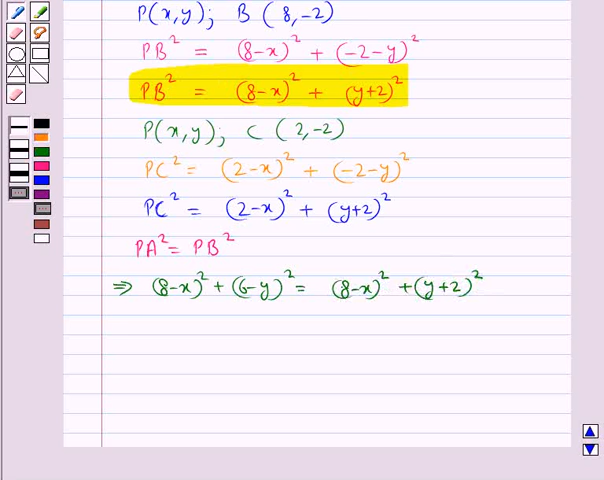 P(x,y); B (8,-2)
PB² = (8-x)² + (-2-y)²
PB² = (8-x)² + (y+2)²
P(x,y); C (2,-2)
PC² = (2-x)² + (-2-y)²
PC² = (2-x)² + (y+2)²
PA² = PB²
⇒ (8-x)² + (6-y)² = (8-x)² + (y+2)²